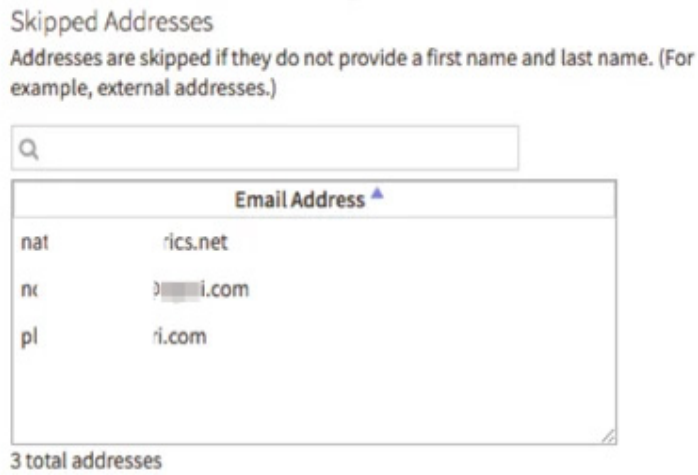 Skipped Addresses
Addresses are skipped if they do not provide a first name and last name. (For
example, external addresses.)
Email Address
nat rics.net
i.com
pl ri.com
3 total addresses